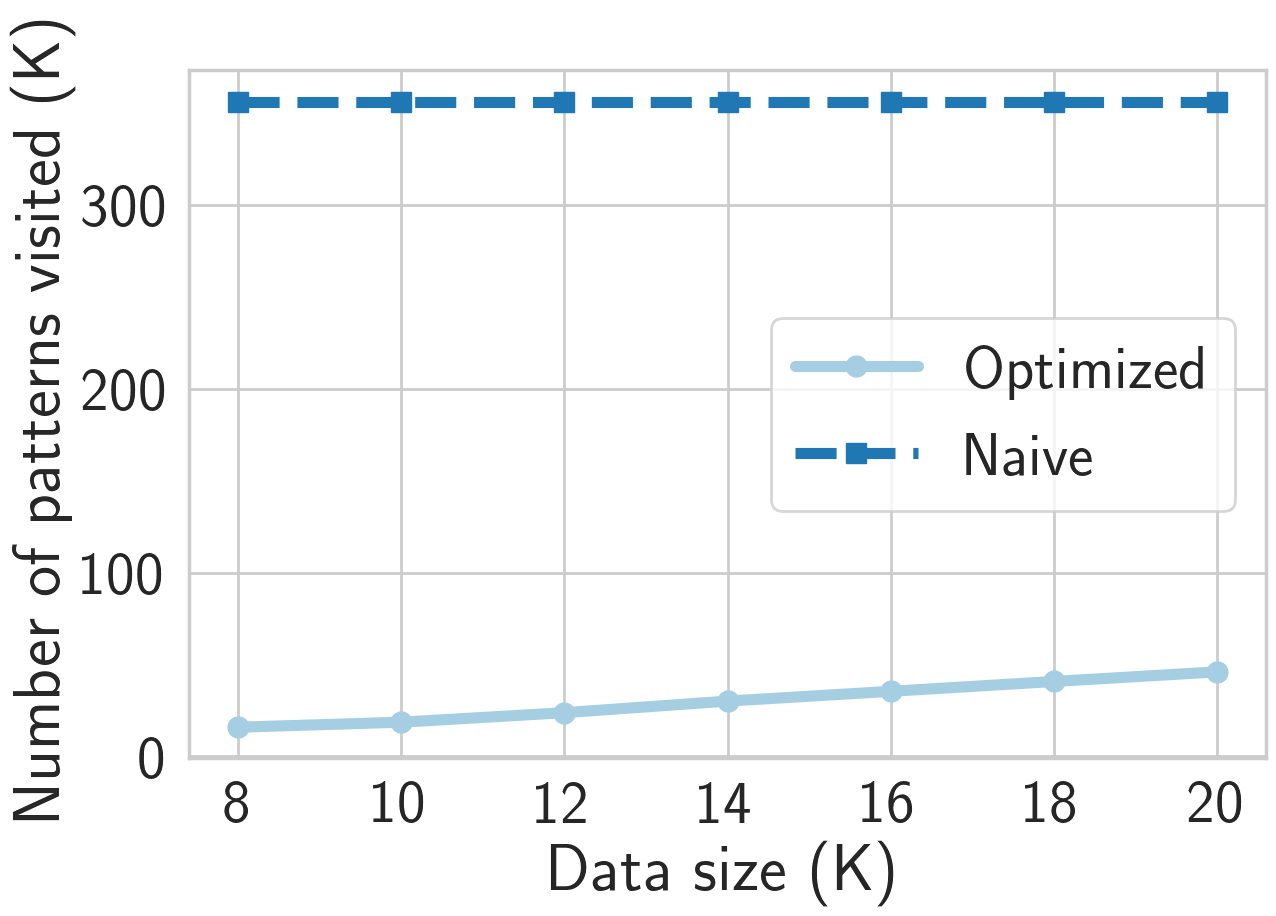 Number of patterns visited (K)
300
200
100
0
8 10 12 14 16 18 20
Data size (K)
Optimized
Naive